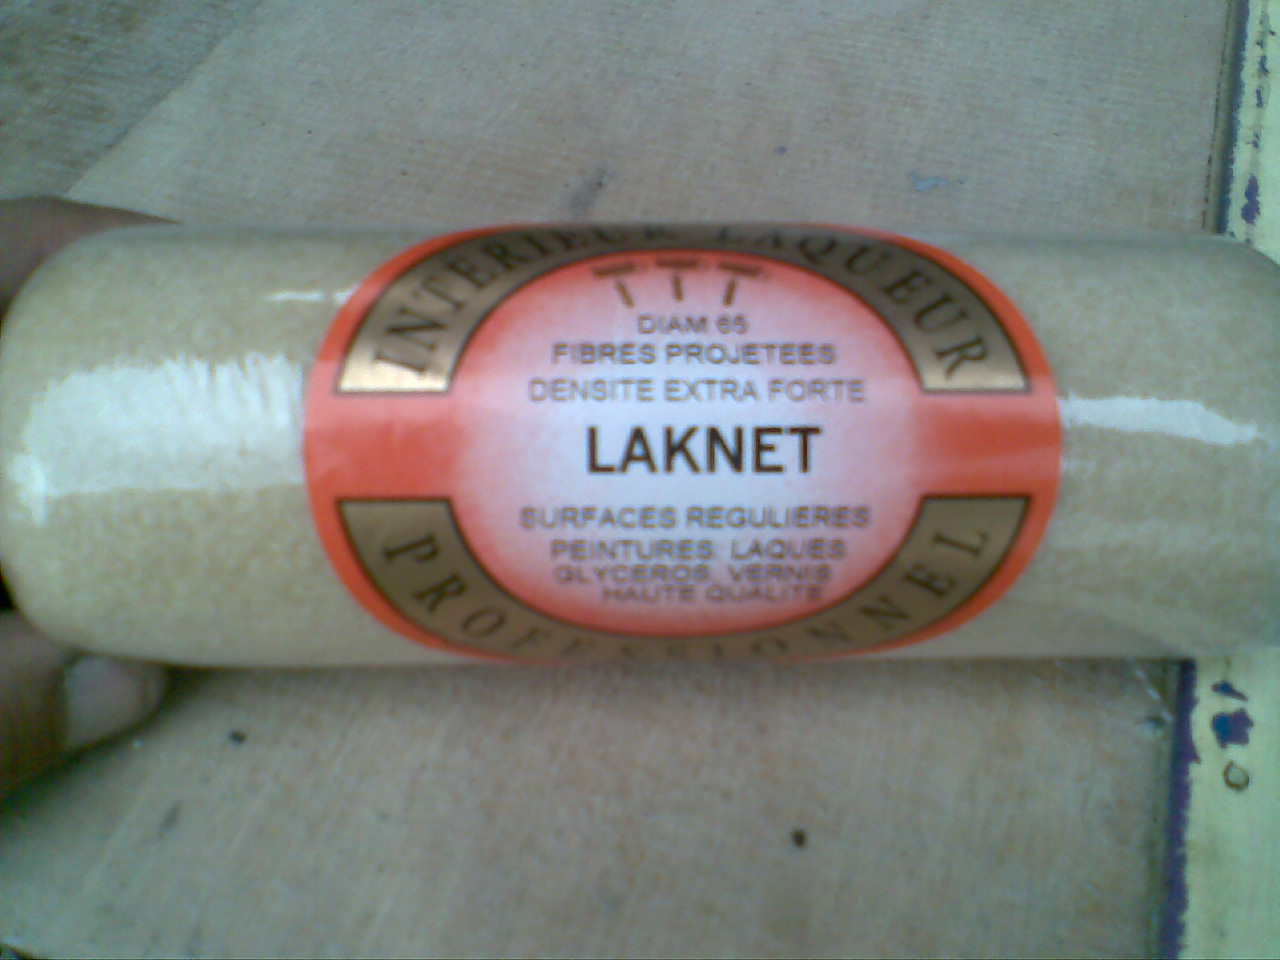 INTERIEUR LAQUEUR
DIAM 65
FIBRES PROJETEES
DENSITE EXTRA FORTE
LAKNET
SURFACES REGULIERES
PEINTURES LAQUES
GLYCEROS VERNIS
HAUTE QUALITE
PROFESSIONNEL